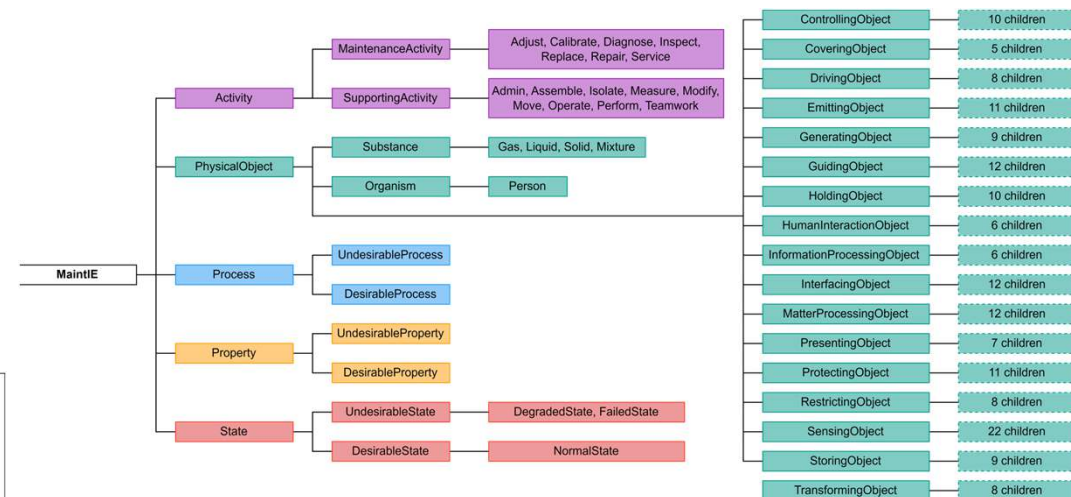 MaintIE
Activity
MaintenanceActivity
Adjust, Calibrate, Diagnose, Inspect,
Replace, Repair, Service
SupportingActivity
Admin, Assemble, Isolate, Measure, Modify,
Move, Operate, Perform, Teamwork
PhysicalObject
Substance
Gas, Liquid, Solid, Mixture
Organism
Person
Process
UndesirableProcess
DesirableProcess
Property
UndesirableProperty
DesirableProperty
State
UndesirableState
DegradedState, FailedState
DesirableState
NormalState
ControllingObject
10 children
CoveringObject
5 children
DrivingObject
8 children
EmittingObject
11 children
GeneratingObject
9 children
GuidingObject
12 children
HoldingObject
10 children
HumanInteractionObject
6 children
InformationProcessingObject
6 children
InterfacingObject
12 children
MatterProcessingObject
12 children
PresentingObject
7 children
ProtectingObject
11 children
RestrictingObject
8 children
SensingObject
22 children
StoringObject
9 children
TransformingObject
8 children